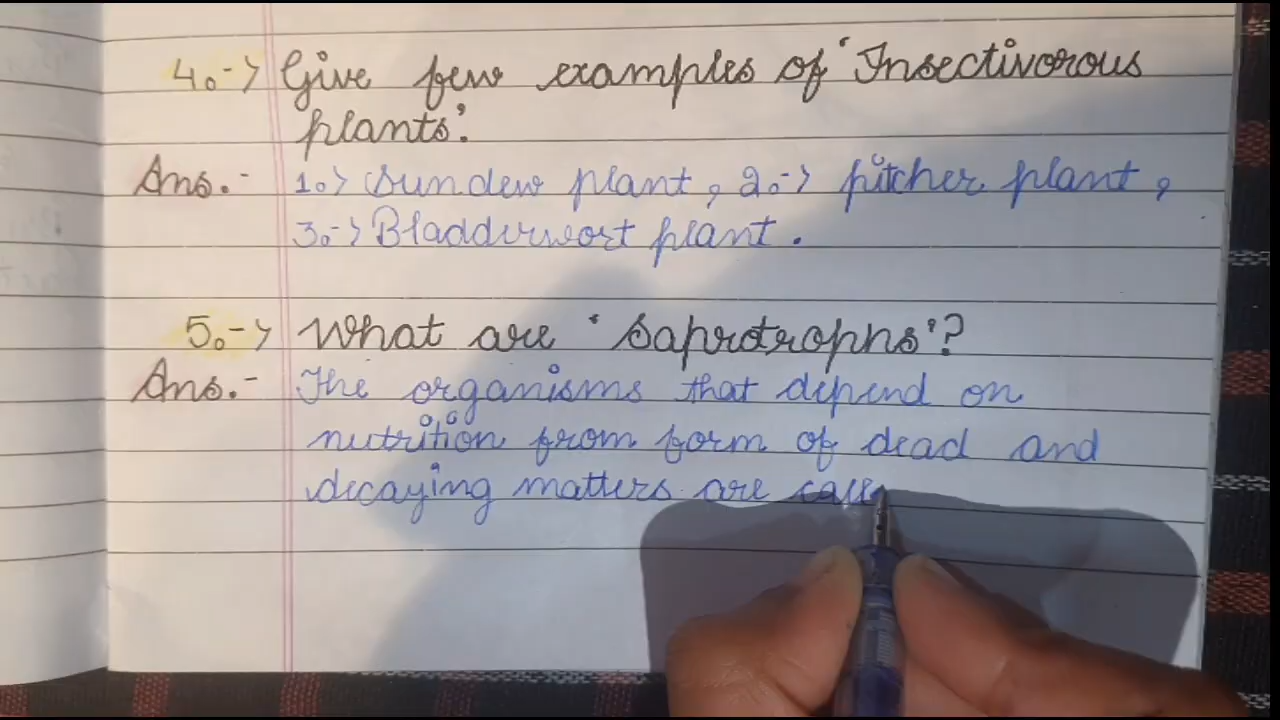 4.-> Give few examples of 'Insectivorous
plants'.
Ans.- 1.> Sundew plant, 2.-> pitcher plant,
3.-> Bladderwort plant.
5.-> What are 'Saprotrophs'?
Ans.- The organisms that depend on
nutrition from form of dead and
decaying matters are calle